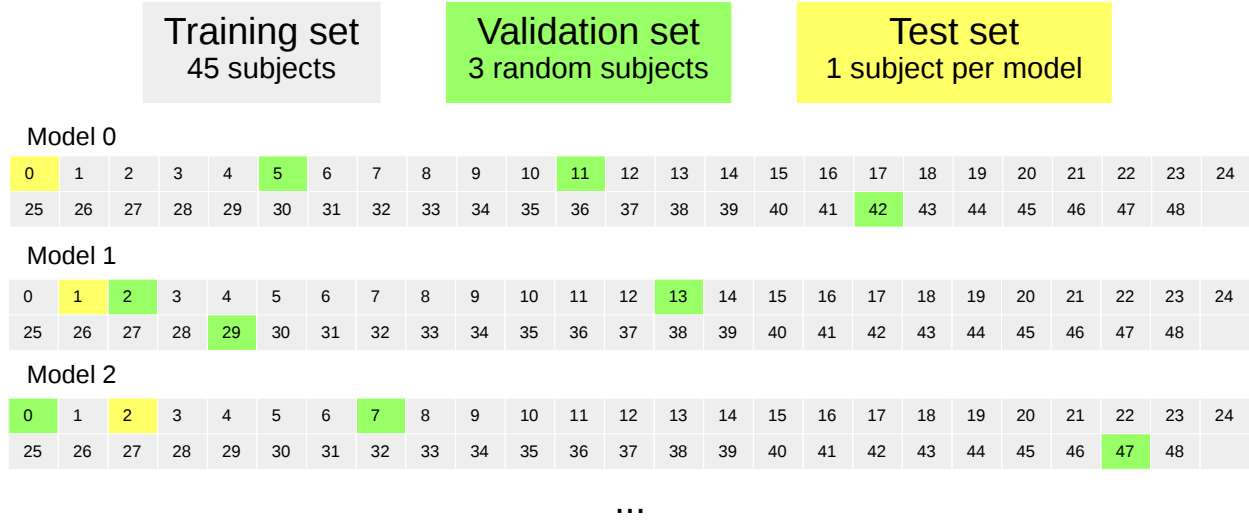 Training set
45 subjects
Validation set
3 random subjects
Test set
1 subject per model
Model 0
0 1 2 3 4 5 6 7 8 9 10 11 12 13 14 15 16 17 18 19 20 21 22 23 24
25 26 27 28 29 30 31 32 33 34 35 36 37 38 39 40 41 42 43 44 45 46 47 48
Model 1
0 1 2 3 4 5 6 7 8 9 10 11 12 13 14 15 16 17 18 19 20 21 22 23 24
25 26 27 28 29 30 31 32 33 34 35 36 37 38 39 40 41 42 43 44 45 46 47 48
Model 2
0 1 2 3 4 5 6 7 8 9 10 11 12 13 14 15 16 17 18 19 20 21 22 23 24
25 26 27 28 29 30 31 32 33 34 35 36 37 38 39 40 41 42 43 44 45 46 47 48
...